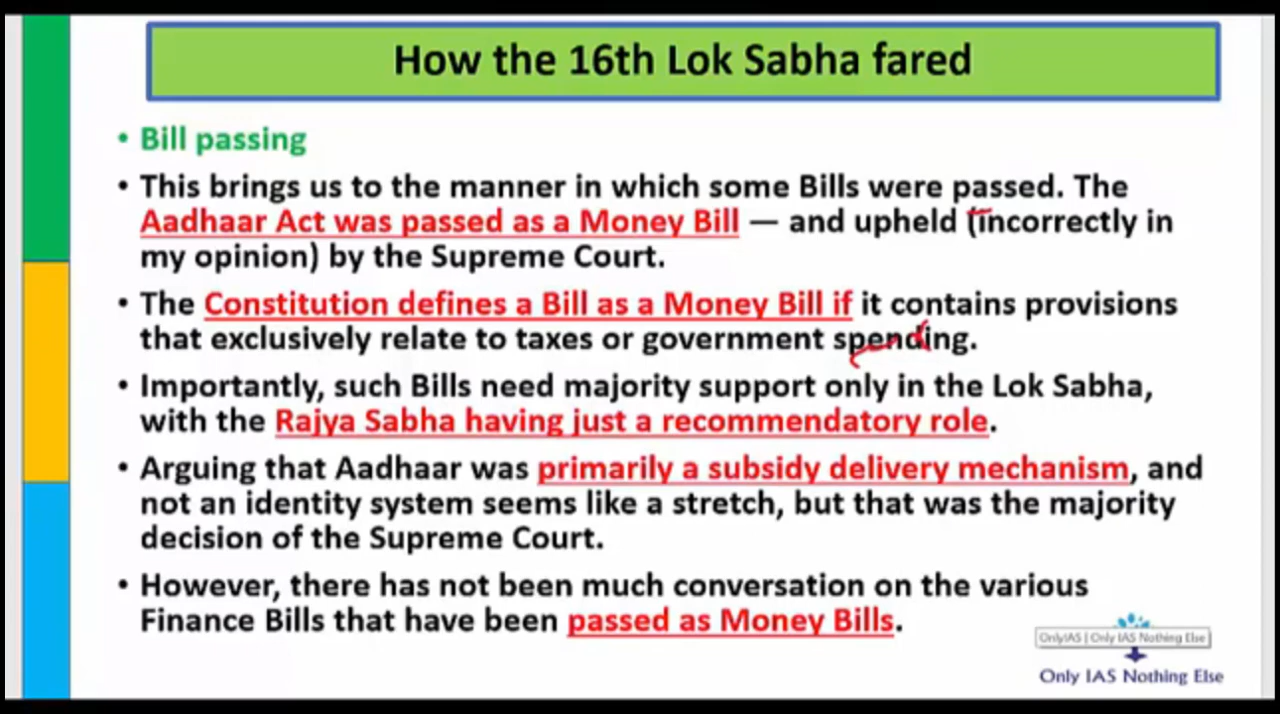 How the 16th Lok Sabha fared
• Bill passing
• This brings us to the manner in which some Bills were passed. The
Aadhaar Act was passed as a Money Bill — and upheld (incorrectly in
my opinion) by the Supreme Court.
• The Constitution defines a Bill as a Money Bill if it contains provisions
that exclusively relate to taxes or government spending.
• Importantly, such Bills need majority support only in the Lok Sabha,
with the Rajya Sabha having just a recommendatory role.
• Arguing that Aadhaar was primarily a subsidy delivery mechanism, and
not an identity system seems like a stretch, but that was the majority
decision of the Supreme Court.
• However, there has not been much conversation on the various
Finance Bills that have been passed as Money Bills.
OnlyIAS | Only IAS Nothing Else
Only IAS Nothing Else